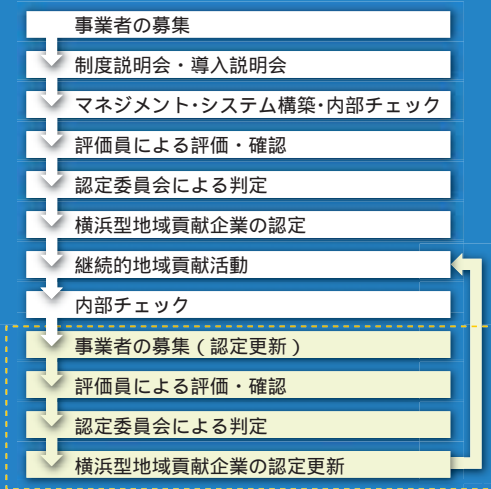 事業者の募集
制度説明会・導入説明会
マネジメント･システム構築･内部チェック
評価員による評価・確認
認定委員会による判定
横浜型地域貢献企業の認定
継続的地域貢献活動
内部チェック
事業者の募集（認定更新）
評価員による評価・確認
認定委員会による判定
横浜型地域貢献企業の認定更新